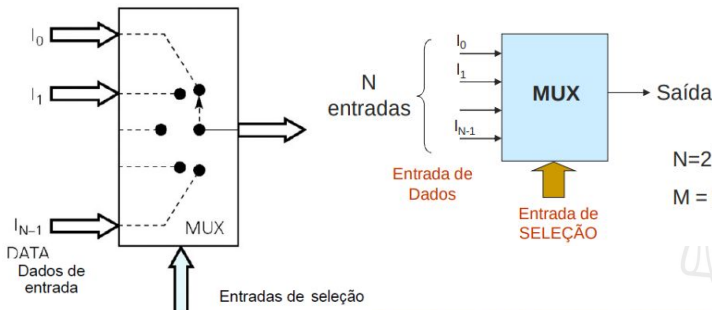 I0
I1
IN–1
DATA
Dados de
entrada
MUX
Entradas de seleção
N
entradas
I0
I1
IN-1
MUX
Saída
Entrada de
Dados
Entrada de
SELEÇÃO
N=2
M =